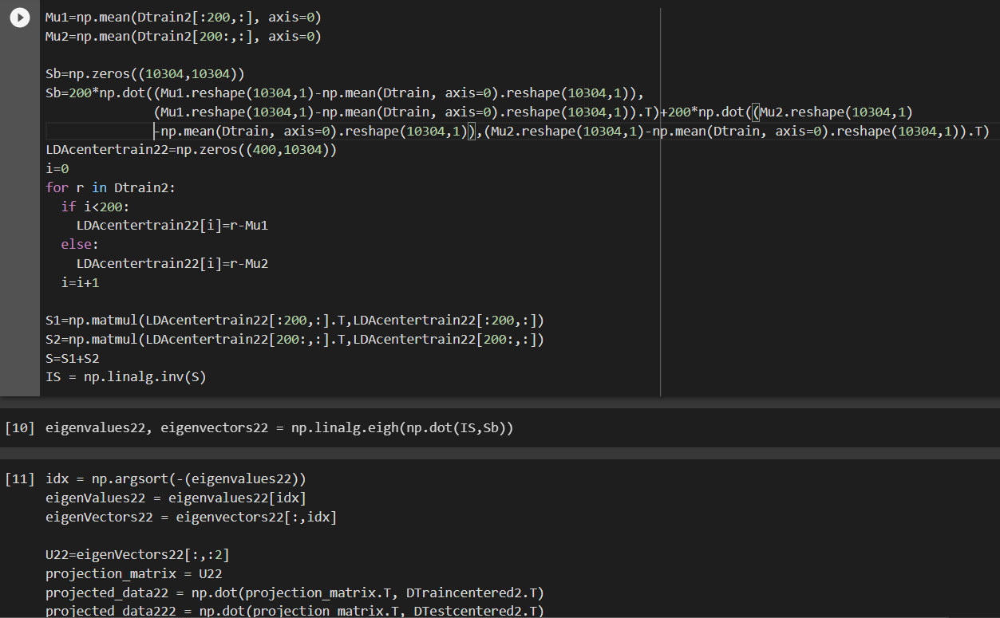 Mu1=np.mean(Dtrain2[:200,:], axis=0)
Mu2=np.mean(Dtrain2[200:,:], axis=0)
Sb=np.zeros((10304,10304))
Sb=200*np.dot((Mu1.reshape(10304,1)-np.mean(Dtrain, axis=0).reshape(10304,1)),
(Mu1.reshape(10304,1)-np.mean(Dtrain, axis=0).reshape(10304,1)).T)+200*np.dot((Mu2.reshape(10304,1)
-np.mean(Dtrain, axis=0).reshape(10304,1)),(Mu2.reshape(10304,1)-np.mean(Dtrain, axis=0).reshape(10304,1)).T)
LDAcentertrain22=np.zeros((400,10304))
i=0
for r in Dtrain2:
  if i<200:
    LDAcentertrain22[i]=r-Mu1
  else:
    LDAcentertrain22[i]=r-Mu2
  i=i+1
S1=np.matmul(LDAcentertrain22[:200,:].T,LDAcentertrain22[:200,:])
S2=np.matmul(LDAcentertrain22[200:,:].T,LDAcentertrain22[200:,:])
S=S1+S2
IS = np.linalg.inv(S)
[10] eigenvalues22, eigenvectors22 = np.linalg.eigh(np.dot(IS,Sb))
[11] idx = np.argsort(-(eigenvalues22))
eigenValues22 = eigenvalues22[idx]
eigenVectors22 = eigenvectors22[:,idx]
U22=eigenVectors22[:,:2]
projection_matrix = U22
projected_data22 = np.dot(projection_matrix.T, DTraincentered2.T)
projected_data222 = np.dot(projection_matrix.T, DTestcentered2.T)